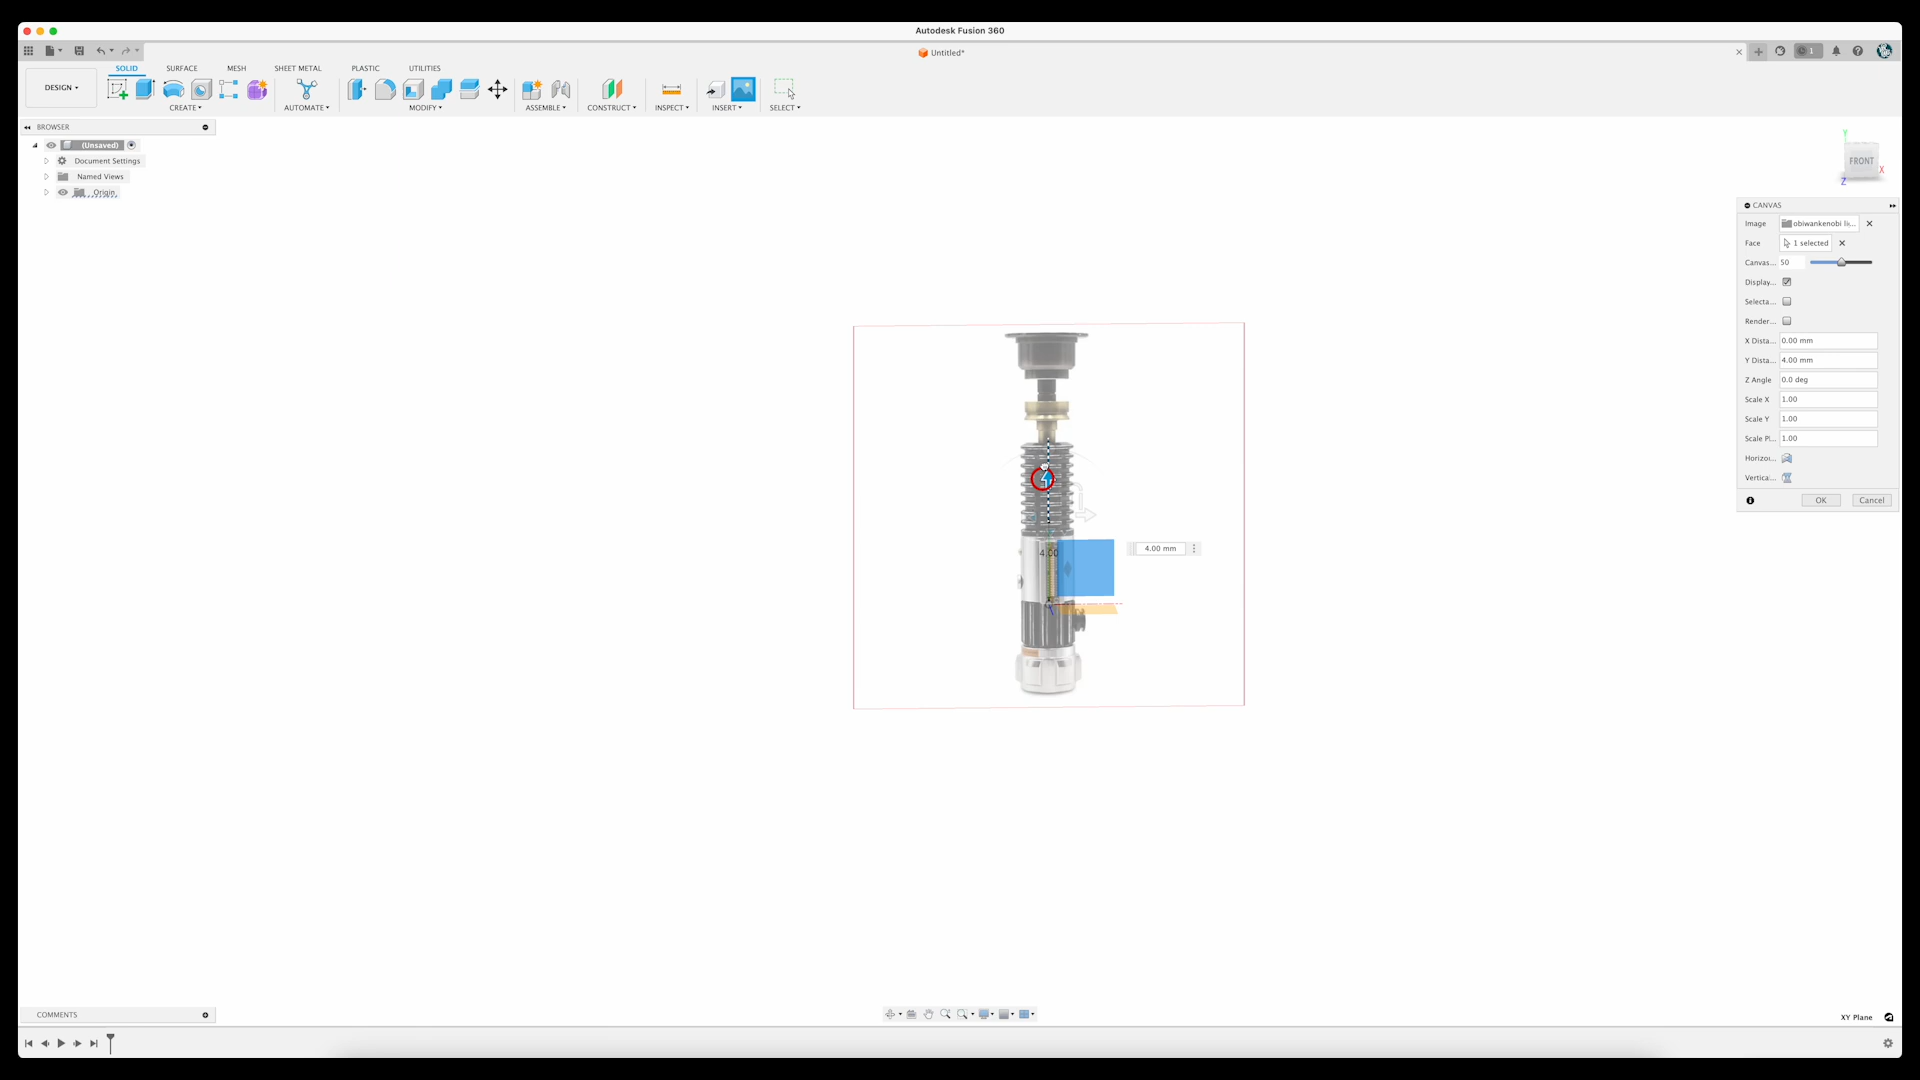 Autodesk Fusion 360
Untitled*
1
DESIGN
SOLID SURFACE MESH SHEET METAL PLASTIC UTILITIES
CREATE AUTOMATE MODIFY ASSEMBLE CONSTRUCT INSPECT INSERT SELECT
BROWSER
(Unsaved)
Document Settings
Named Views
Origin
Y
FRONT
X
Z
CANVAS
Image obiwankenobi li...
Face 1 selected
Canvas... 50
Display...
Selecta...
Render...
X Dista... 0.00 mm
Y Dista... 4.00 mm
Z Angle 0.0 deg
Scale X 1.00
Scale Y 1.00
Scale Pl... 1.00
Horizo...
Vertica...
OK Cancel
4.00
4.00 mm
COMMENTS
XY Plane